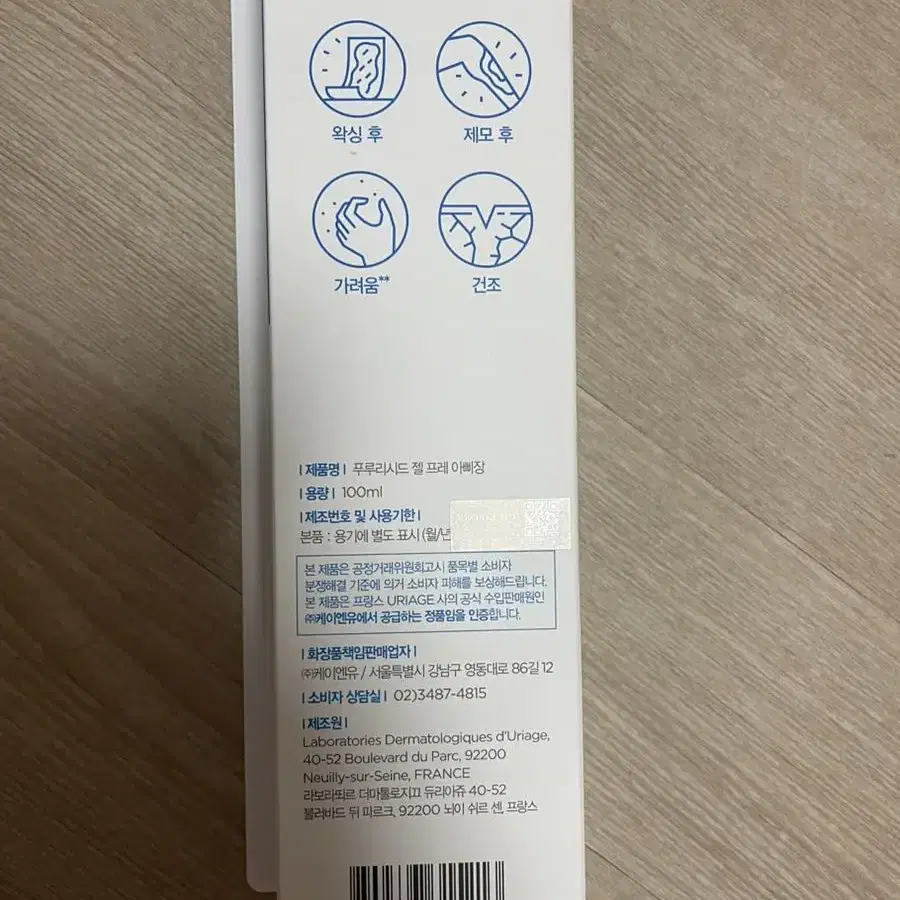 왁싱 후
제모 후
가려움**
건조
| 제품명 | 푸루리시드 젤 프레 아삐장
| 용량 | 100ml
| 제조번호 및 사용기한 |
본품 : 용기에 별도 표시 (월/년
본 제품은 공정거래위원회고시 품목별 소비자
분쟁해결 기준에 의거 소비자 피해를 보상해드립니다.
본 제품은 프랑스 URIAGE 사의 공식 수입판매원인
㈜케이엔유에서 공급하는 정품임을 인증합니다.
| 화장품책임판매업자 |
㈜케이엔유 / 서울특별시 강남구 영동대로 86길 12
| 소비자 상담실 | 02)3487-4815
| 제조원 |
Laboratories Dermatologiques d'Uriage,
40-52 Boulevard du Parc, 92200
Neuilly-sur-Seine, FRANCE
라보라뜨르 더마톨로지끄 듀리아쥬 40-52
불러바드 뒤 파르크, 92200 뇌이 쉬르 센, 프랑스